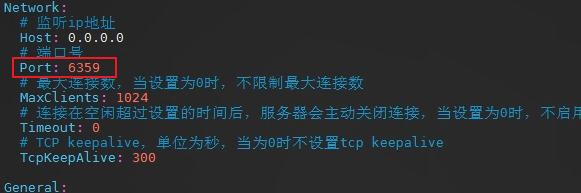 Network:
# 监听ip地址
Host: 0.0.0.0
# 端口号
Port: 6359
# 最大连接数，当设置为0时，不限制最大连接数
MaxClients: 1024
# 连接在空闲超过设置的时间后，服务器会主动关闭连接，当设置为0时，不启用
Timeout: 0
# TCP keepalive，单位为秒，当为0时不设置tcp keepalive
TcpKeepAlive: 300
General: